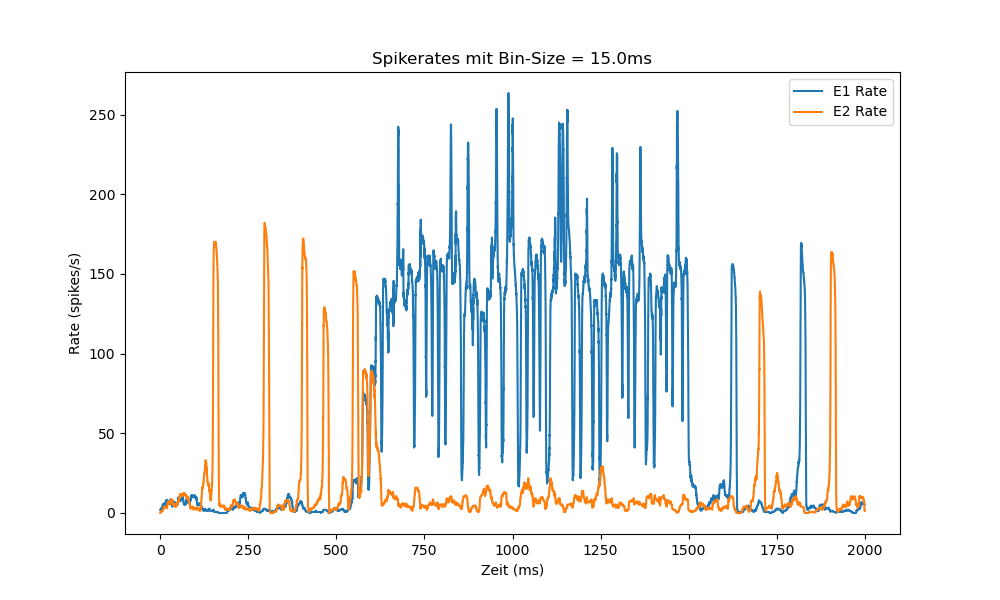 Spikerates mit Bin-Size = 15.0ms
E1 Rate
E2 Rate
Rate (spikes/s)
250
200
150
100
50
0
0 250 500 750 1000 1250 1500 1750 2000
Zeit (ms)